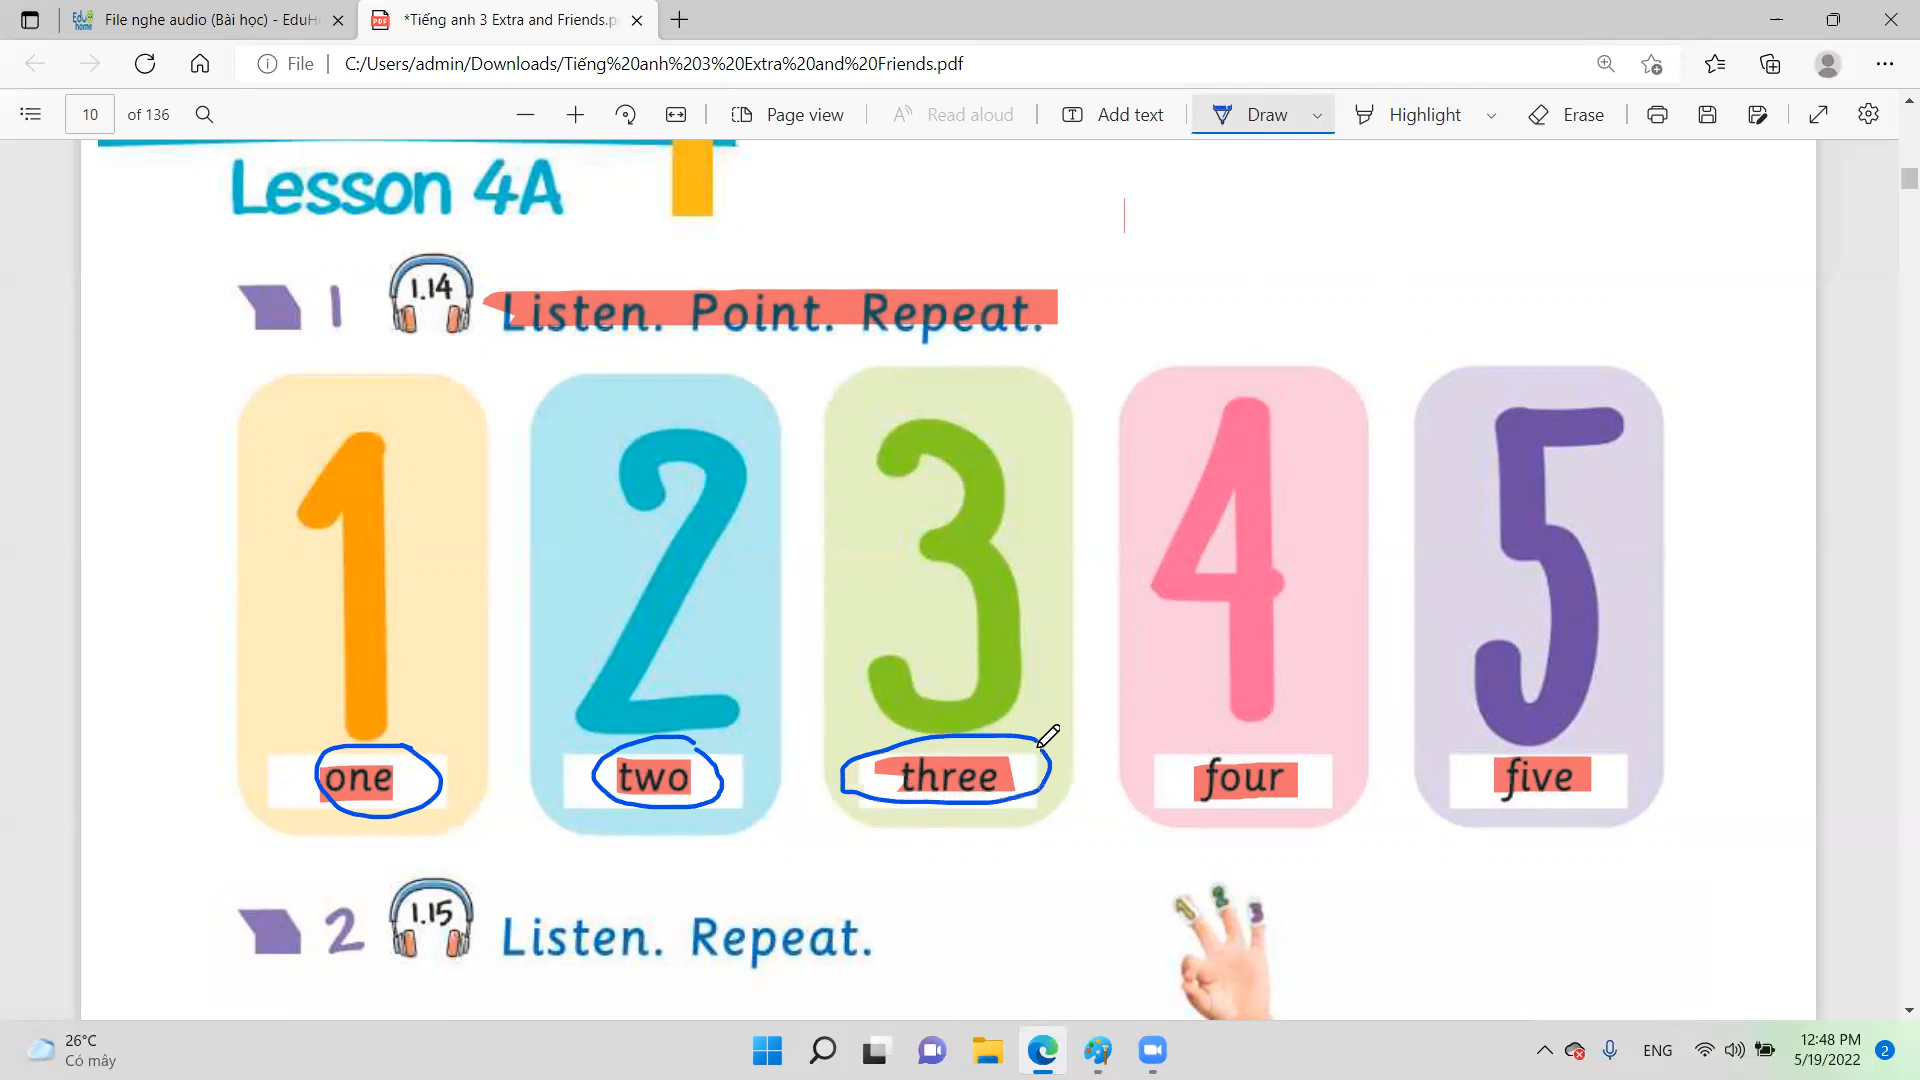 File nghe audio (Bài học) - EduH
*Tiếng anh 3 Extra and Friends.p
File
C:/Users/admin/Downloads/Tiếng%20anh%203%20Extra%20and%20Friends.pdf
10 of 136
Page view
Read aloud
Add text
Draw
Highlight
Erase
Lesson 4A
1 1.14 Listen. Point. Repeat.
1 2 3 4 5
one two three four five
2 1.15 Listen. Repeat.
1 2 3
26°C
Có mây
ENG
12:48 PM
5/19/2022
2